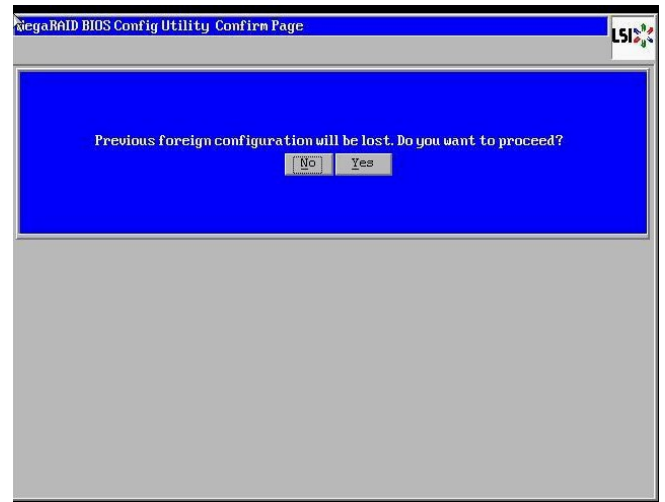 MegaRAID BIOS Config Utility Confirm Page
LSI
Previous foreign configuration will be lost. Do you want to proceed?
No Yes